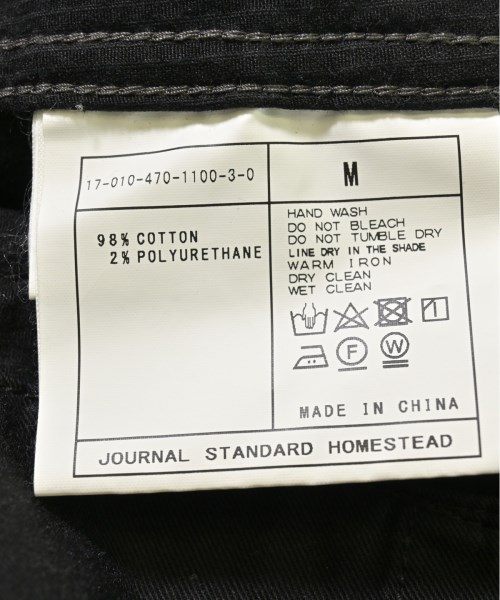 17-010-470-1100-3-0
M
98% COTTON
2% POLYURETHANE
HAND WASH
DO NOT BLEACH
DO NOT TUMBLE DRY
LINE DRY IN THE SHADE
WARM IRON
DRY CLEAN
WET CLEAN
F W
MADE IN CHINA
JOURNAL STANDARD HOMESTEAD